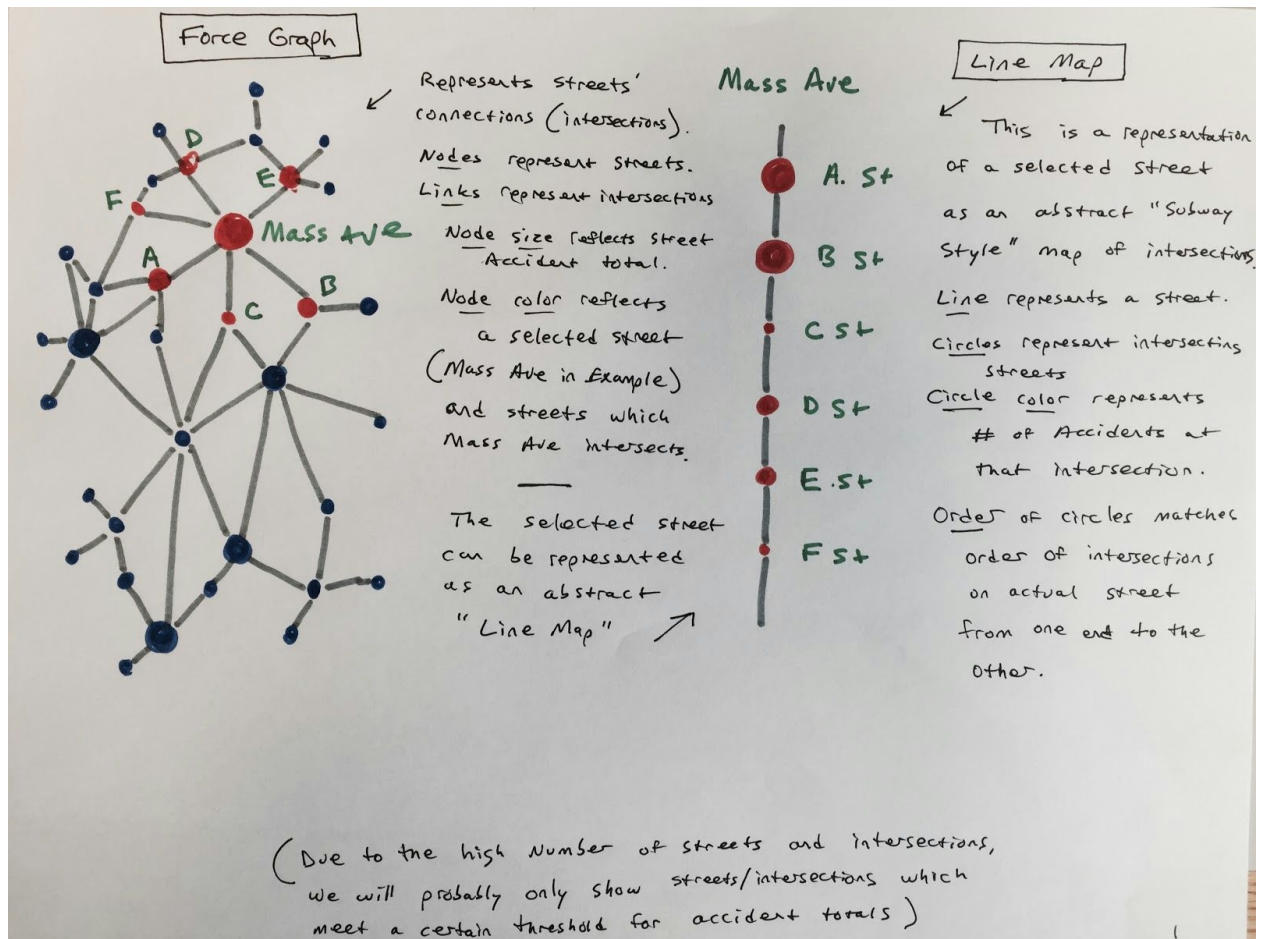 Force Graph
Represents streets'
connections (intersections).
Nodes represent streets.
Links represent intersections
Node size reflects street
Accident total.
Node color reflects
a selected street
(Mass Ave in Example)
and streets which
Mass Ave intersects.
The selected street
can be represented
as an abstract
"Line Map"
D
E
F
Mass Ave
A
B
C
Mass Ave
A. St
B St
C St
D St
E. St
F St
Line Map
This is a representation
of a selected street
as an abstract "Subway
Style" map of intersections.
Line represents a street.
Circles represent intersecting
streets
Circle color represents
# of Accidents at
that intersection.
Order of circles matches
order of intersections
on actual street
from one end to the
other.
(Due to the high number of streets and intersections,
we will probably only show streets/intersections which
meet a certain threshold for accident totals)